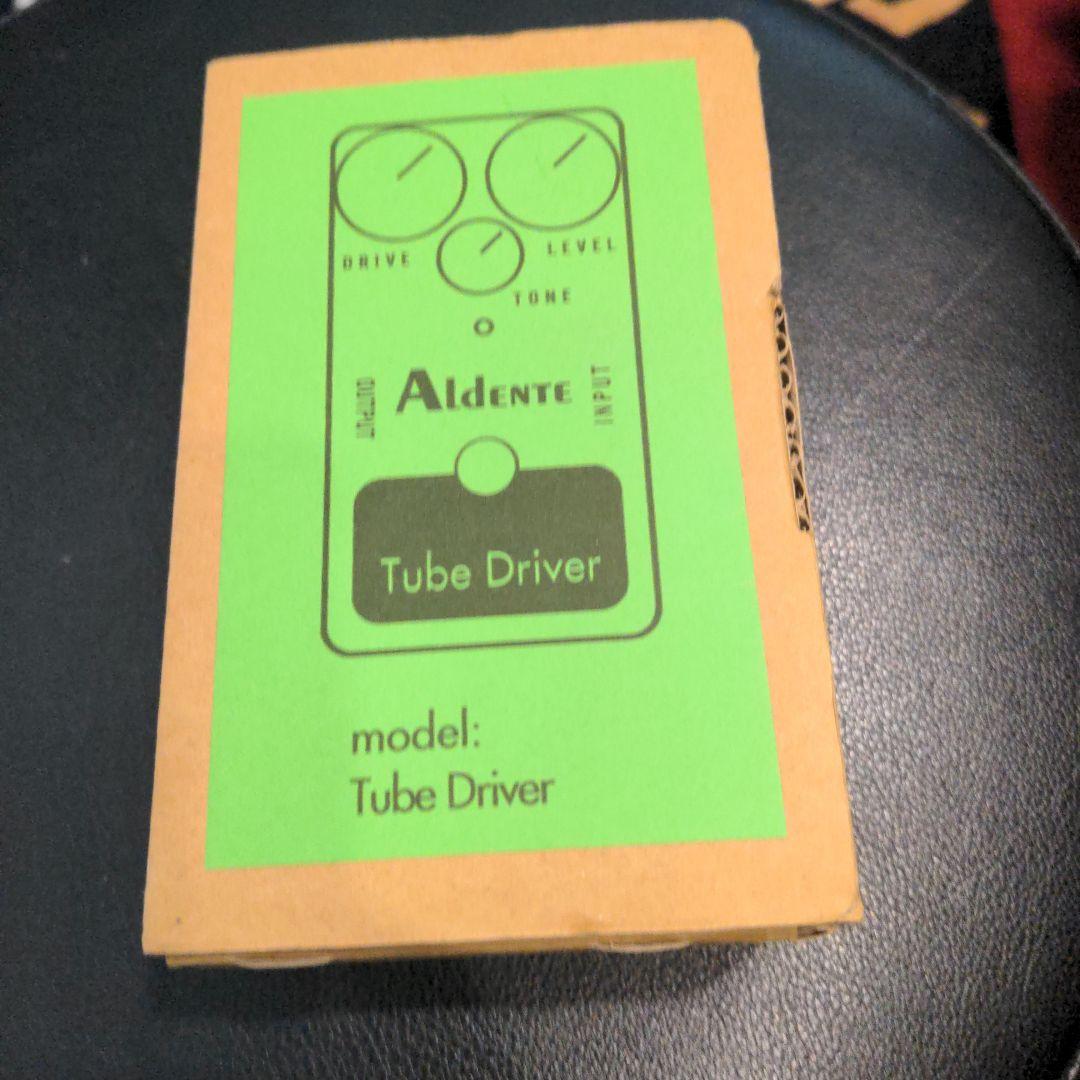 DRIVE
LEVEL
TONE
OUTPUT
ALDENTE
INPUT
Tube Driver
model:
Tube Driver